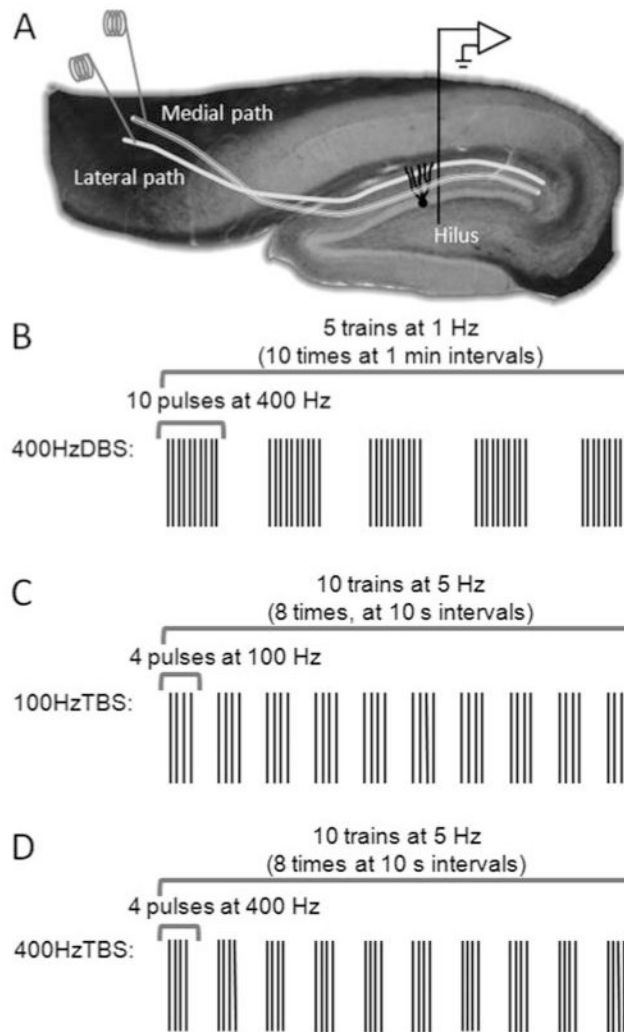 A
Medial path
Lateral path
Hilus
B
5 trains at 1 Hz
(10 times at 1 min intervals)
10 pulses at 400 Hz
400HzDBS:
C
10 trains at 5 Hz
(8 times, at 10 s intervals)
4 pulses at 100 Hz
100HzTBS:
D
10 trains at 5 Hz
(8 times at 10 s intervals)
4 pulses at 400 Hz
400HzTBS: